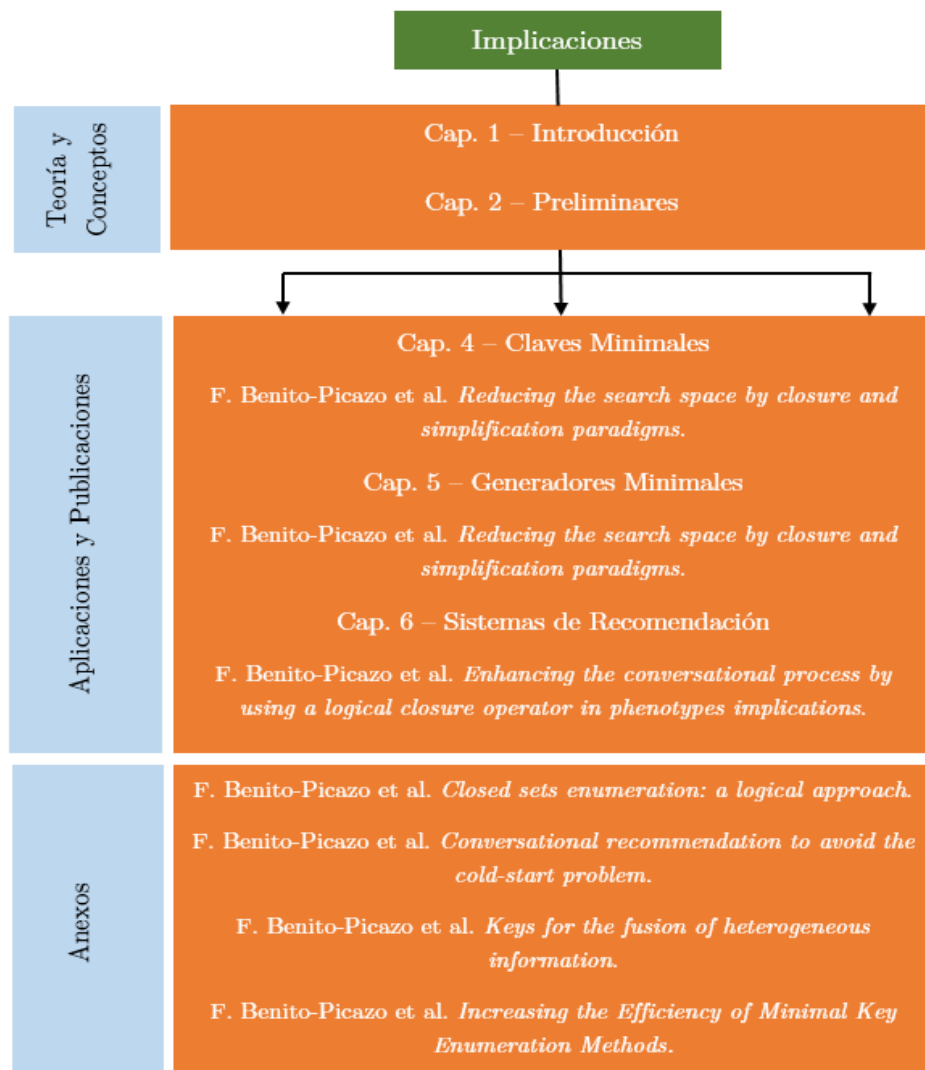 Implicaciones
Teoría y
Conceptos
Cap. 1 – Introducción
Cap. 2 – Preliminares
Aplicaciones y Publicaciones
Cap. 4 – Claves Minimales
F. Benito-Picazo et al. Reducing the search space by closure and
simplification paradigms.
Cap. 5 – Generadores Minimales
F. Benito-Picazo et al. Reducing the search space by closure and
simplification paradigms.
Cap. 6 – Sistemas de Recomendación
F. Benito-Picazo et al. Enhancing the conversational process by
using a logical closure operator in phenotypes implications.
Anexos
F. Benito-Picazo et al. Closed sets enumeration: a logical approach.
F. Benito-Picazo et al. Conversational recommendation to avoid the
cold-start problem.
F. Benito-Picazo et al. Keys for the fusion of heterogeneous
information.
F. Benito-Picazo et al. Increasing the Efficiency of Minimal Key
Enumeration Methods.